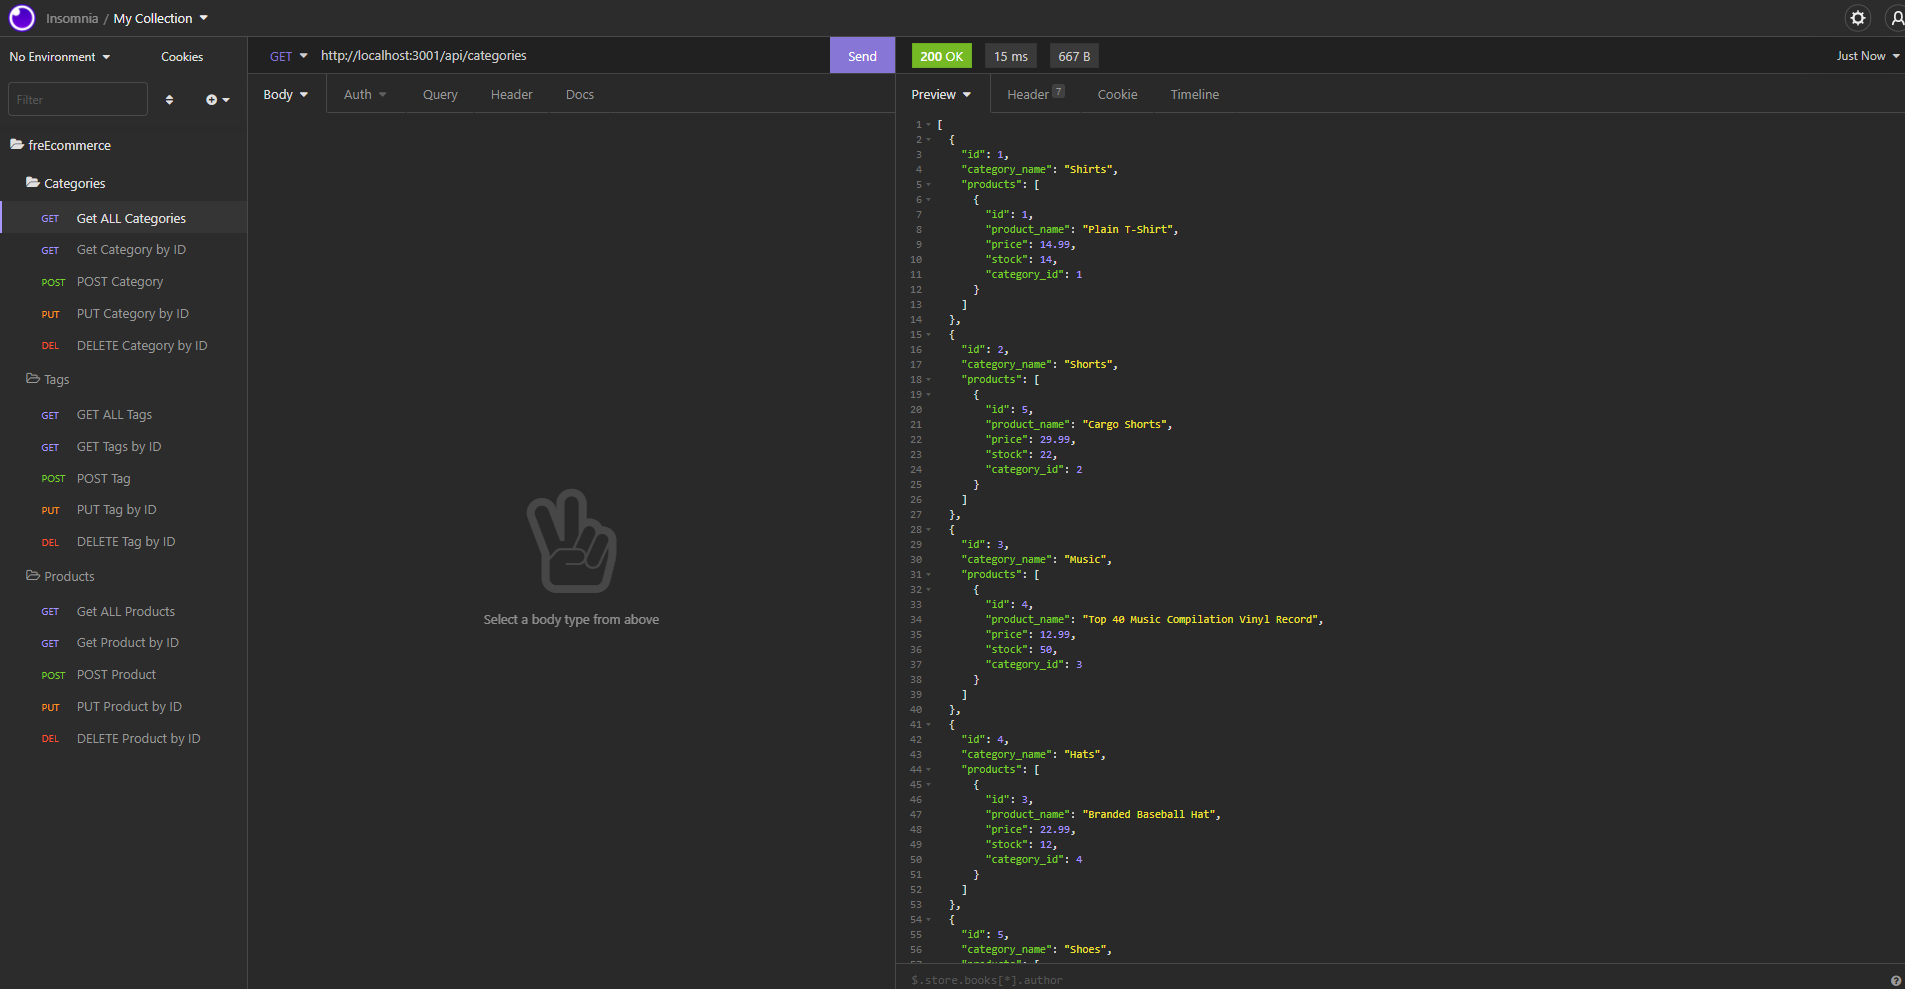 Insomnia / My Collection
No Environment
Cookies
Filter
freEcommerce
Categories
GET Get ALL Categories
GET Get Category by ID
POST POST Category
PUT PUT Category by ID
DEL DELETE Category by ID
Tags
GET GET ALL Tags
GET GET Tags by ID
POST POST Tag
PUT PUT Tag by ID
DEL DELETE Tag by ID
Products
GET Get ALL Products
GET Get Product by ID
POST POST Product
PUT PUT Product by ID
DEL DELETE Product by ID
GET http://localhost:3001/api/categories Send
Body Auth Query Header Docs
Select a body type from above
200 OK 15 ms 667 B Just Now
Preview Header 7 Cookie Timeline
1 [
2 {
3 "id": 1,
4 "category_name": "Shirts",
5 "products": [
6 {
7 "id": 1,
8 "product_name": "Plain T-Shirt",
9 "price": 14.99,
10 "stock": 14,
11 "category_id": 1
12 }
13 ]
14 },
15 {
16 "id": 2,
17 "category_name": "Shorts",
18 "products": [
19 {
20 "id": 5,
21 "product_name": "Cargo Shorts",
22 "price": 29.99,
23 "stock": 22,
24 "category_id": 2
25 }
26 ]
27 },
28 {
29 "id": 3,
30 "category_name": "Music",
31 "products": [
32 {
33 "id": 4,
34 "product_name": "Top 40 Music Compilation Vinyl Record",
35 "price": 12.99,
36 "stock": 50,
37 "category_id": 3
38 }
39 ]
40 },
41 {
42 "id": 4,
43 "category_name": "Hats",
44 "products": [
45 {
46 "id": 3,
47 "product_name": "Branded Baseball Hat",
48 "price": 22.99,
49 "stock": 12,
50 "category_id": 4
51 }
52 ]
53 },
54 {
55 "id": 5,
56 "category_name": "Shoes",
57 "products": [
$.store.books[*].author